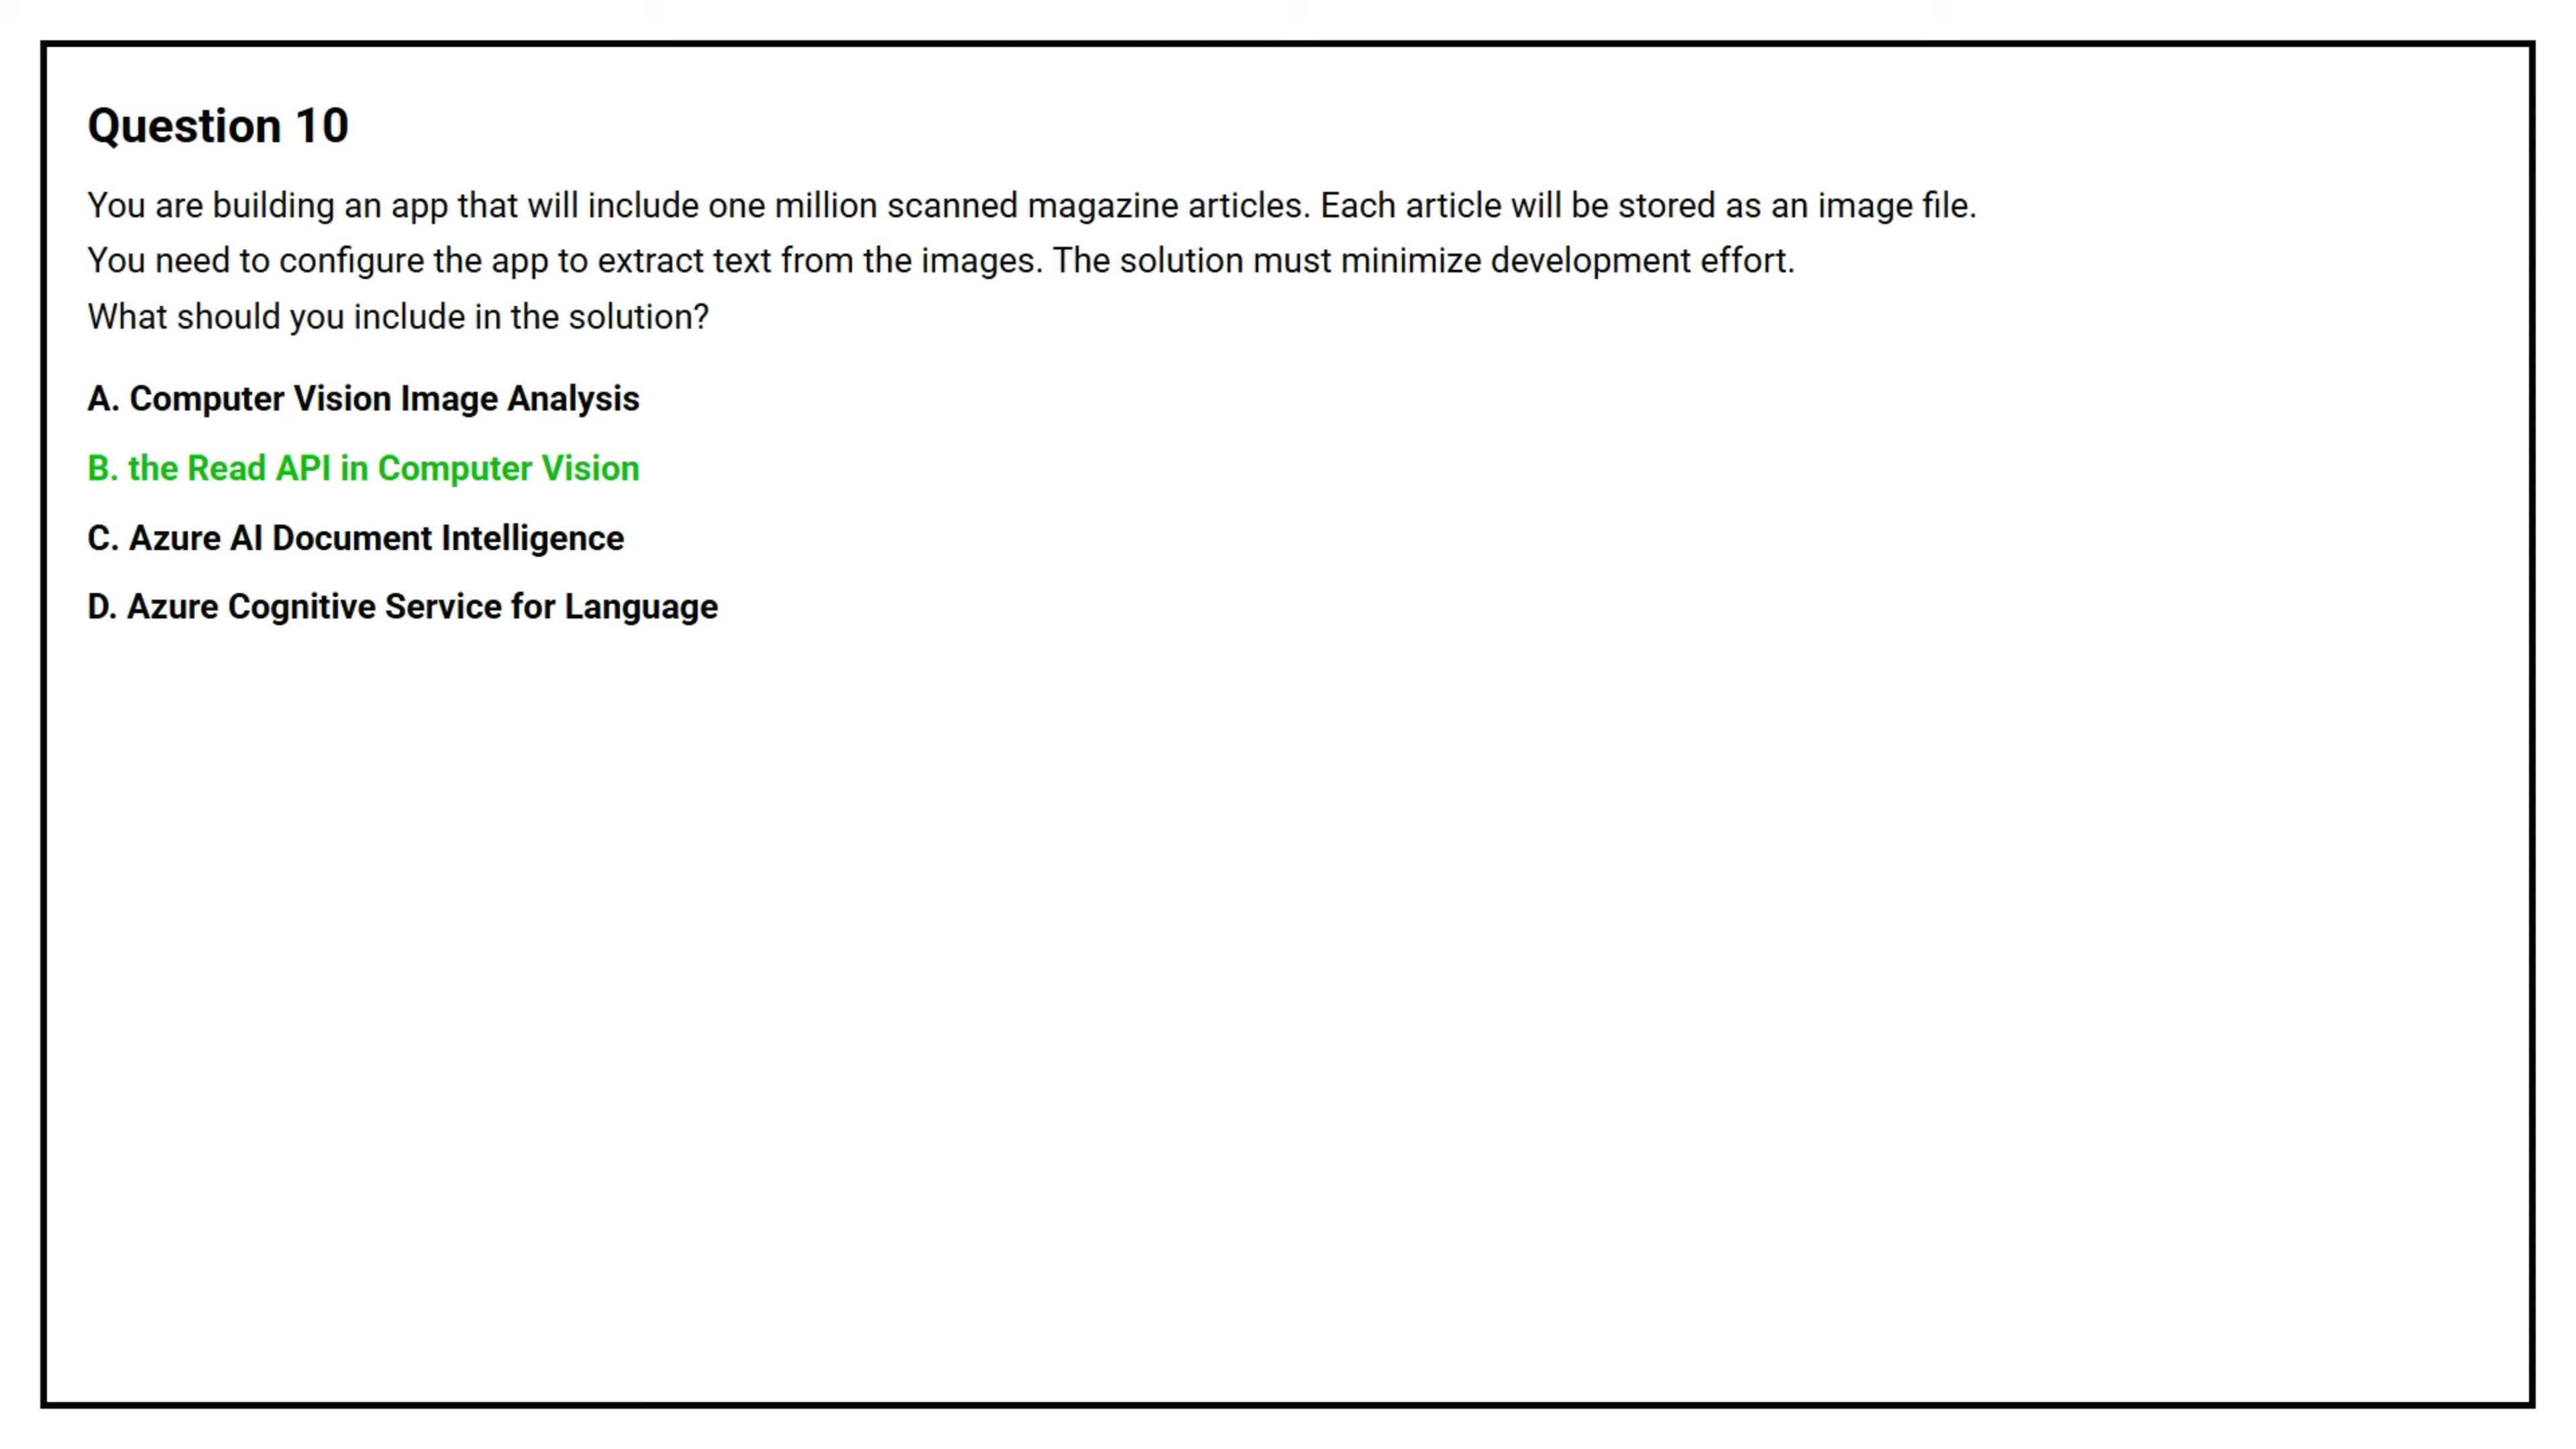 Question 10
You are building an app that will include one million scanned magazine articles. Each article will be stored as an image file.
You need to configure the app to extract text from the images. The solution must minimize development effort.
What should you include in the solution?
A. Computer Vision Image Analysis
B. the Read API in Computer Vision
C. Azure AI Document Intelligence
D. Azure Cognitive Service for Language